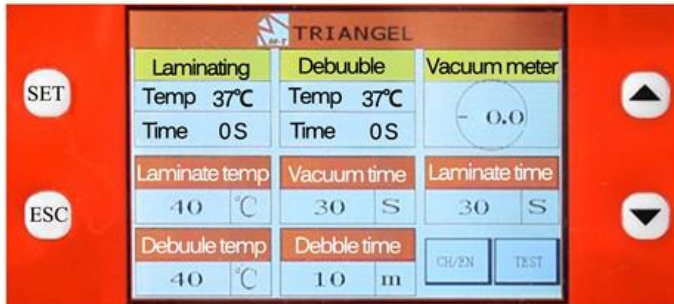 TRIANGEL
Laminating
Debuuble
Vacuum meter
SET
Temp 37℃
Temp 37℃
- 0.0
Time 0S
Time 0S
Laminate temp
Vacuum time
Laminate time
40 ℃
30 S
30 S
ESC
Debuule temp
Debble time
CH/EN
TEST
40 ℃
10 m